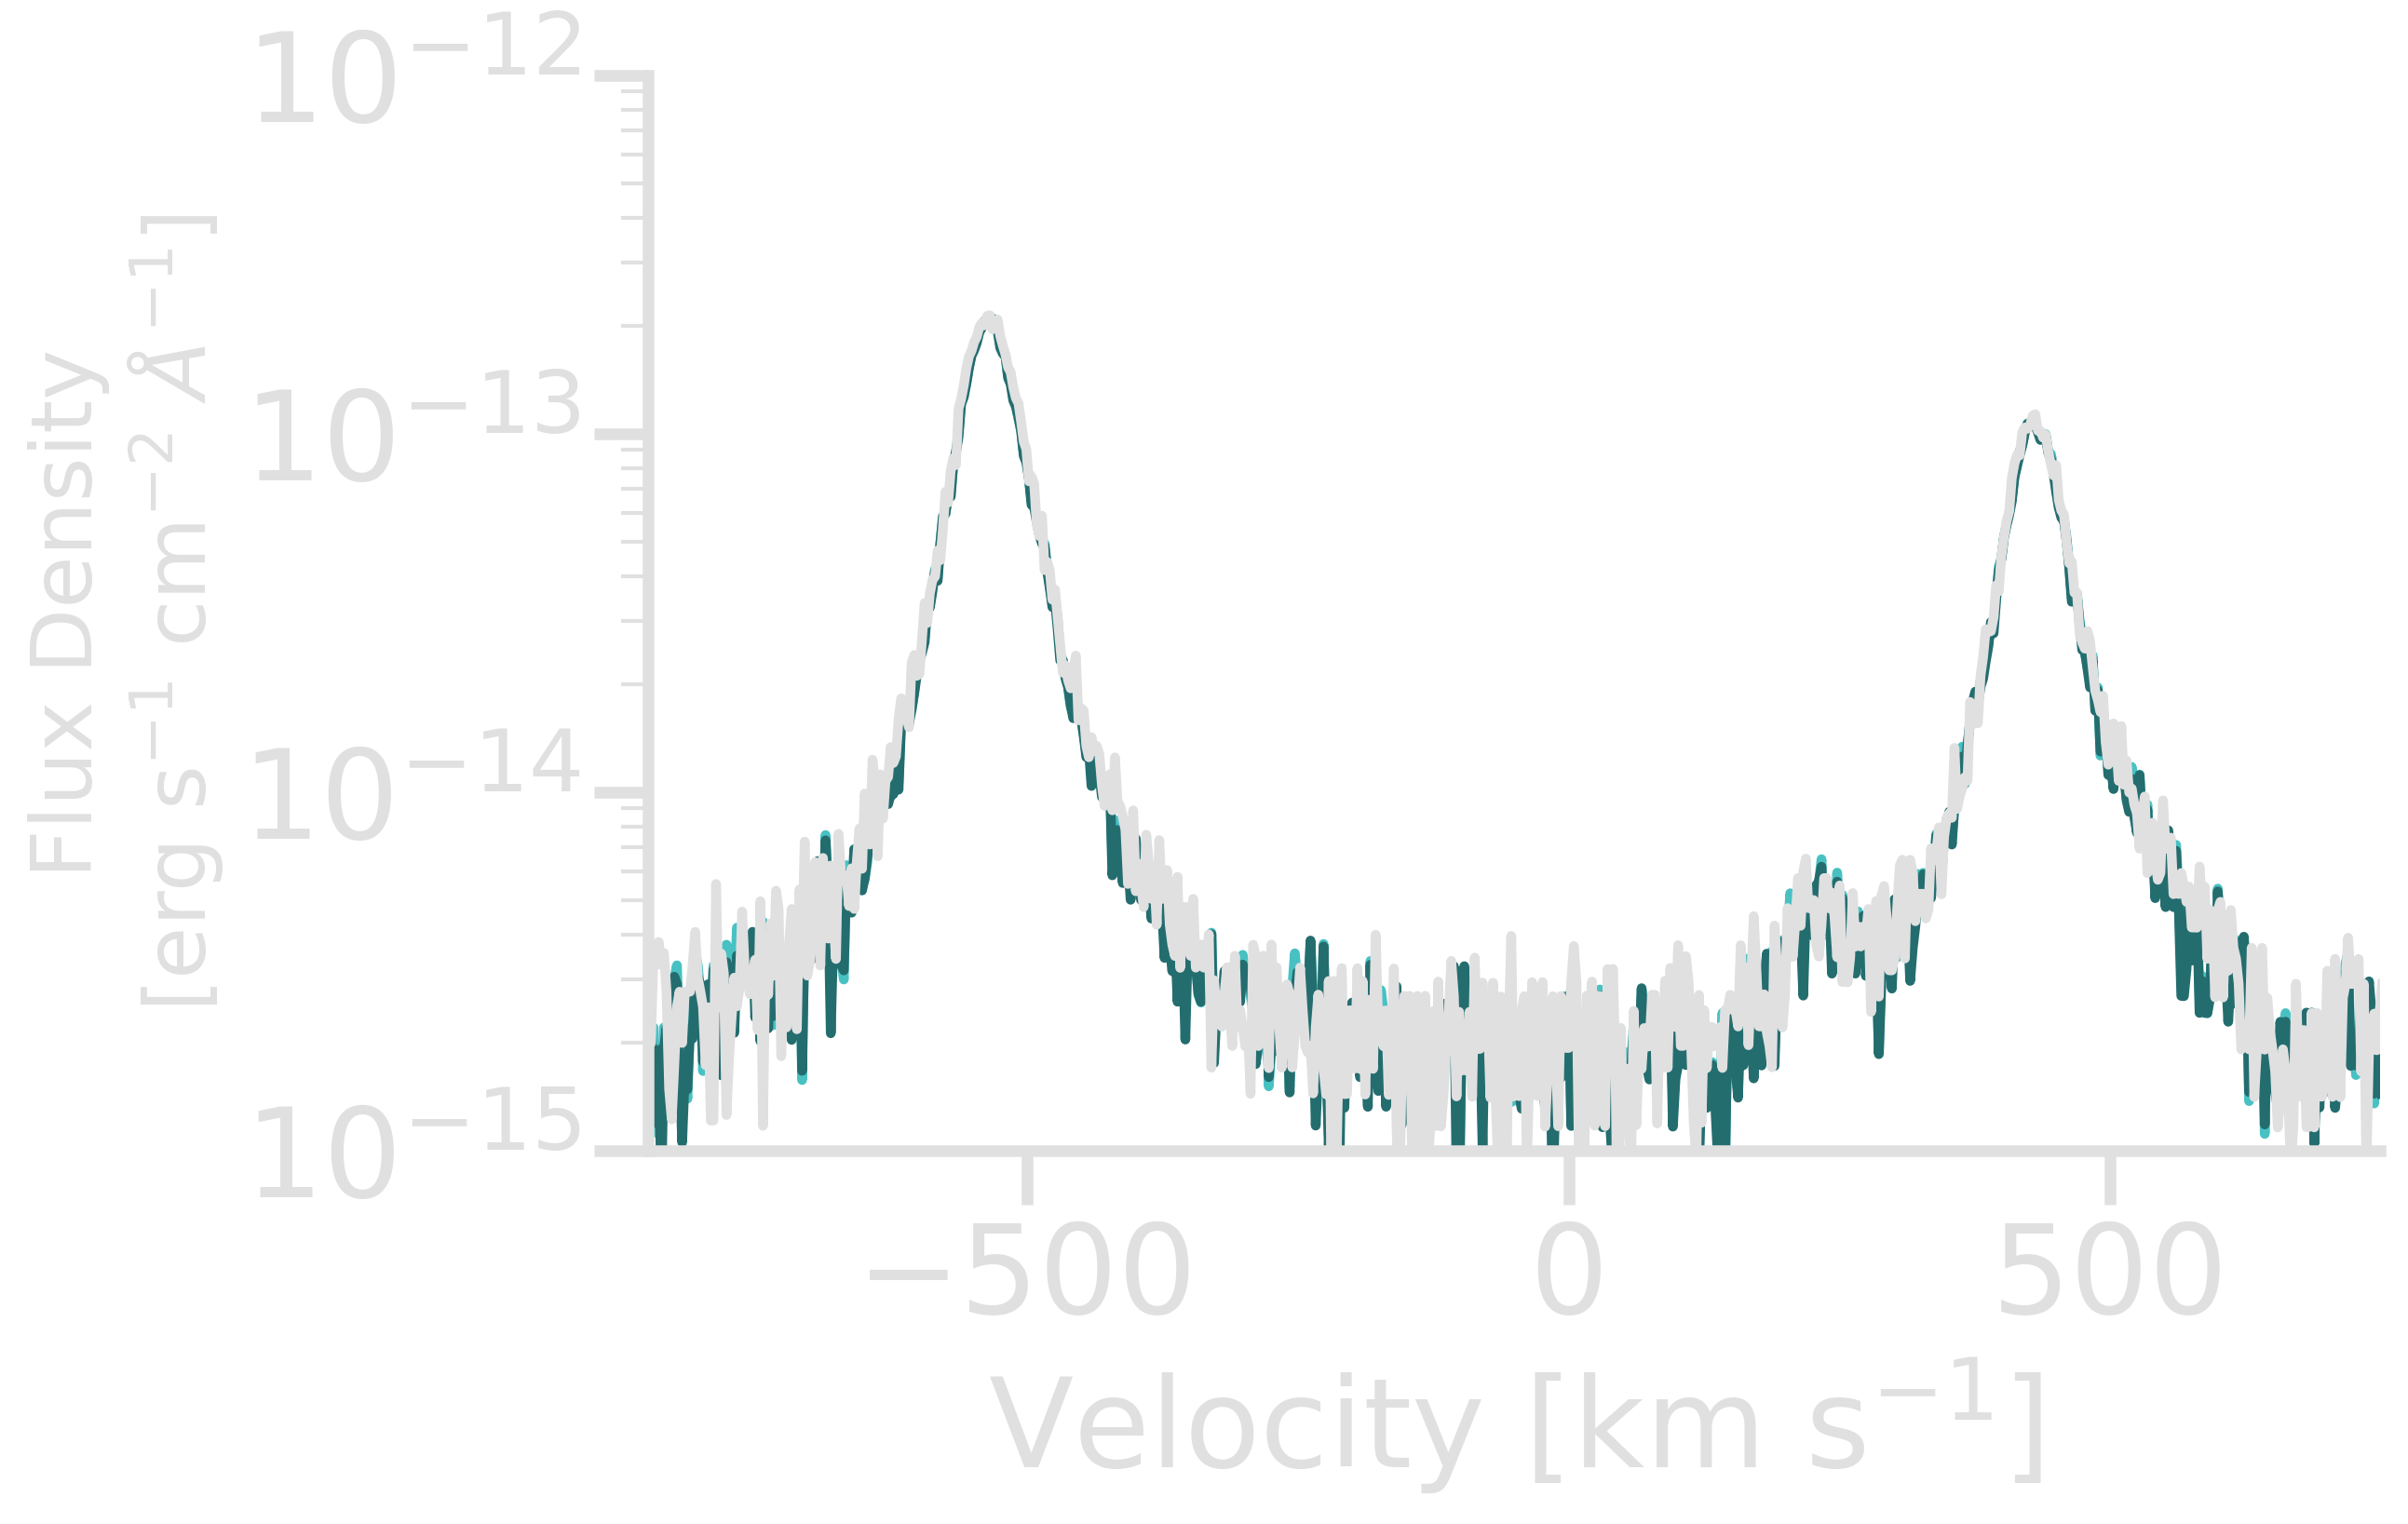 Flux Density
[erg s⁻¹ cm⁻² Å⁻¹]
10⁻¹²
10⁻¹³
10⁻¹⁴
10⁻¹⁵
−500 0 500
Velocity [km s⁻¹]